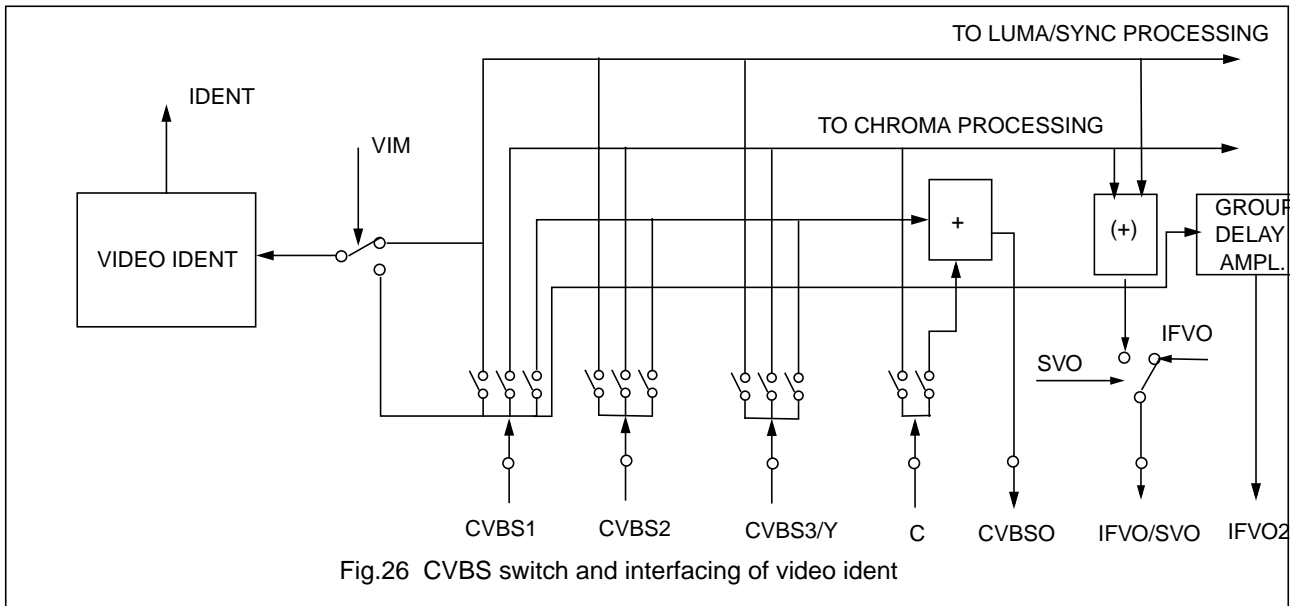 TO LUMA/SYNC PROCESSING
IDENT
TO CHROMA PROCESSING
VIM
VIDEO IDENT
+
(+)
GROUP
DELAY
AMPL.
IFVO
SVO
CVBS1
CVBS2
CVBS3/Y
C
CVBSO
IFVO/SVO
IFVO2
Fig.26 CVBS switch and interfacing of video ident